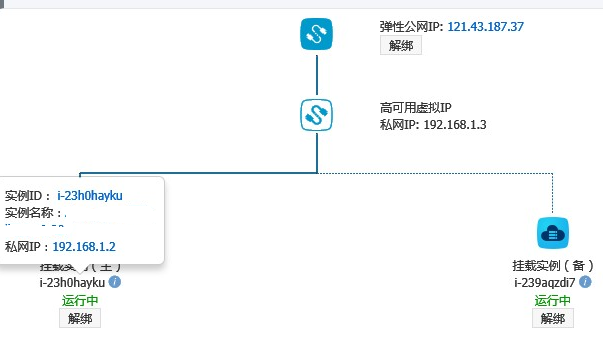 弹性公网IP: 121.43.187.37
解绑
高可用虚拟IP
私网IP: 192.168.1.3
实例ID： i-23h0hayku
实例名称：
私网IP：192.168.1.2
挂载实例（主）
i-23h0hayku
运行中
解绑
挂载实例（备）
i-239aqzdi7
运行中
解绑